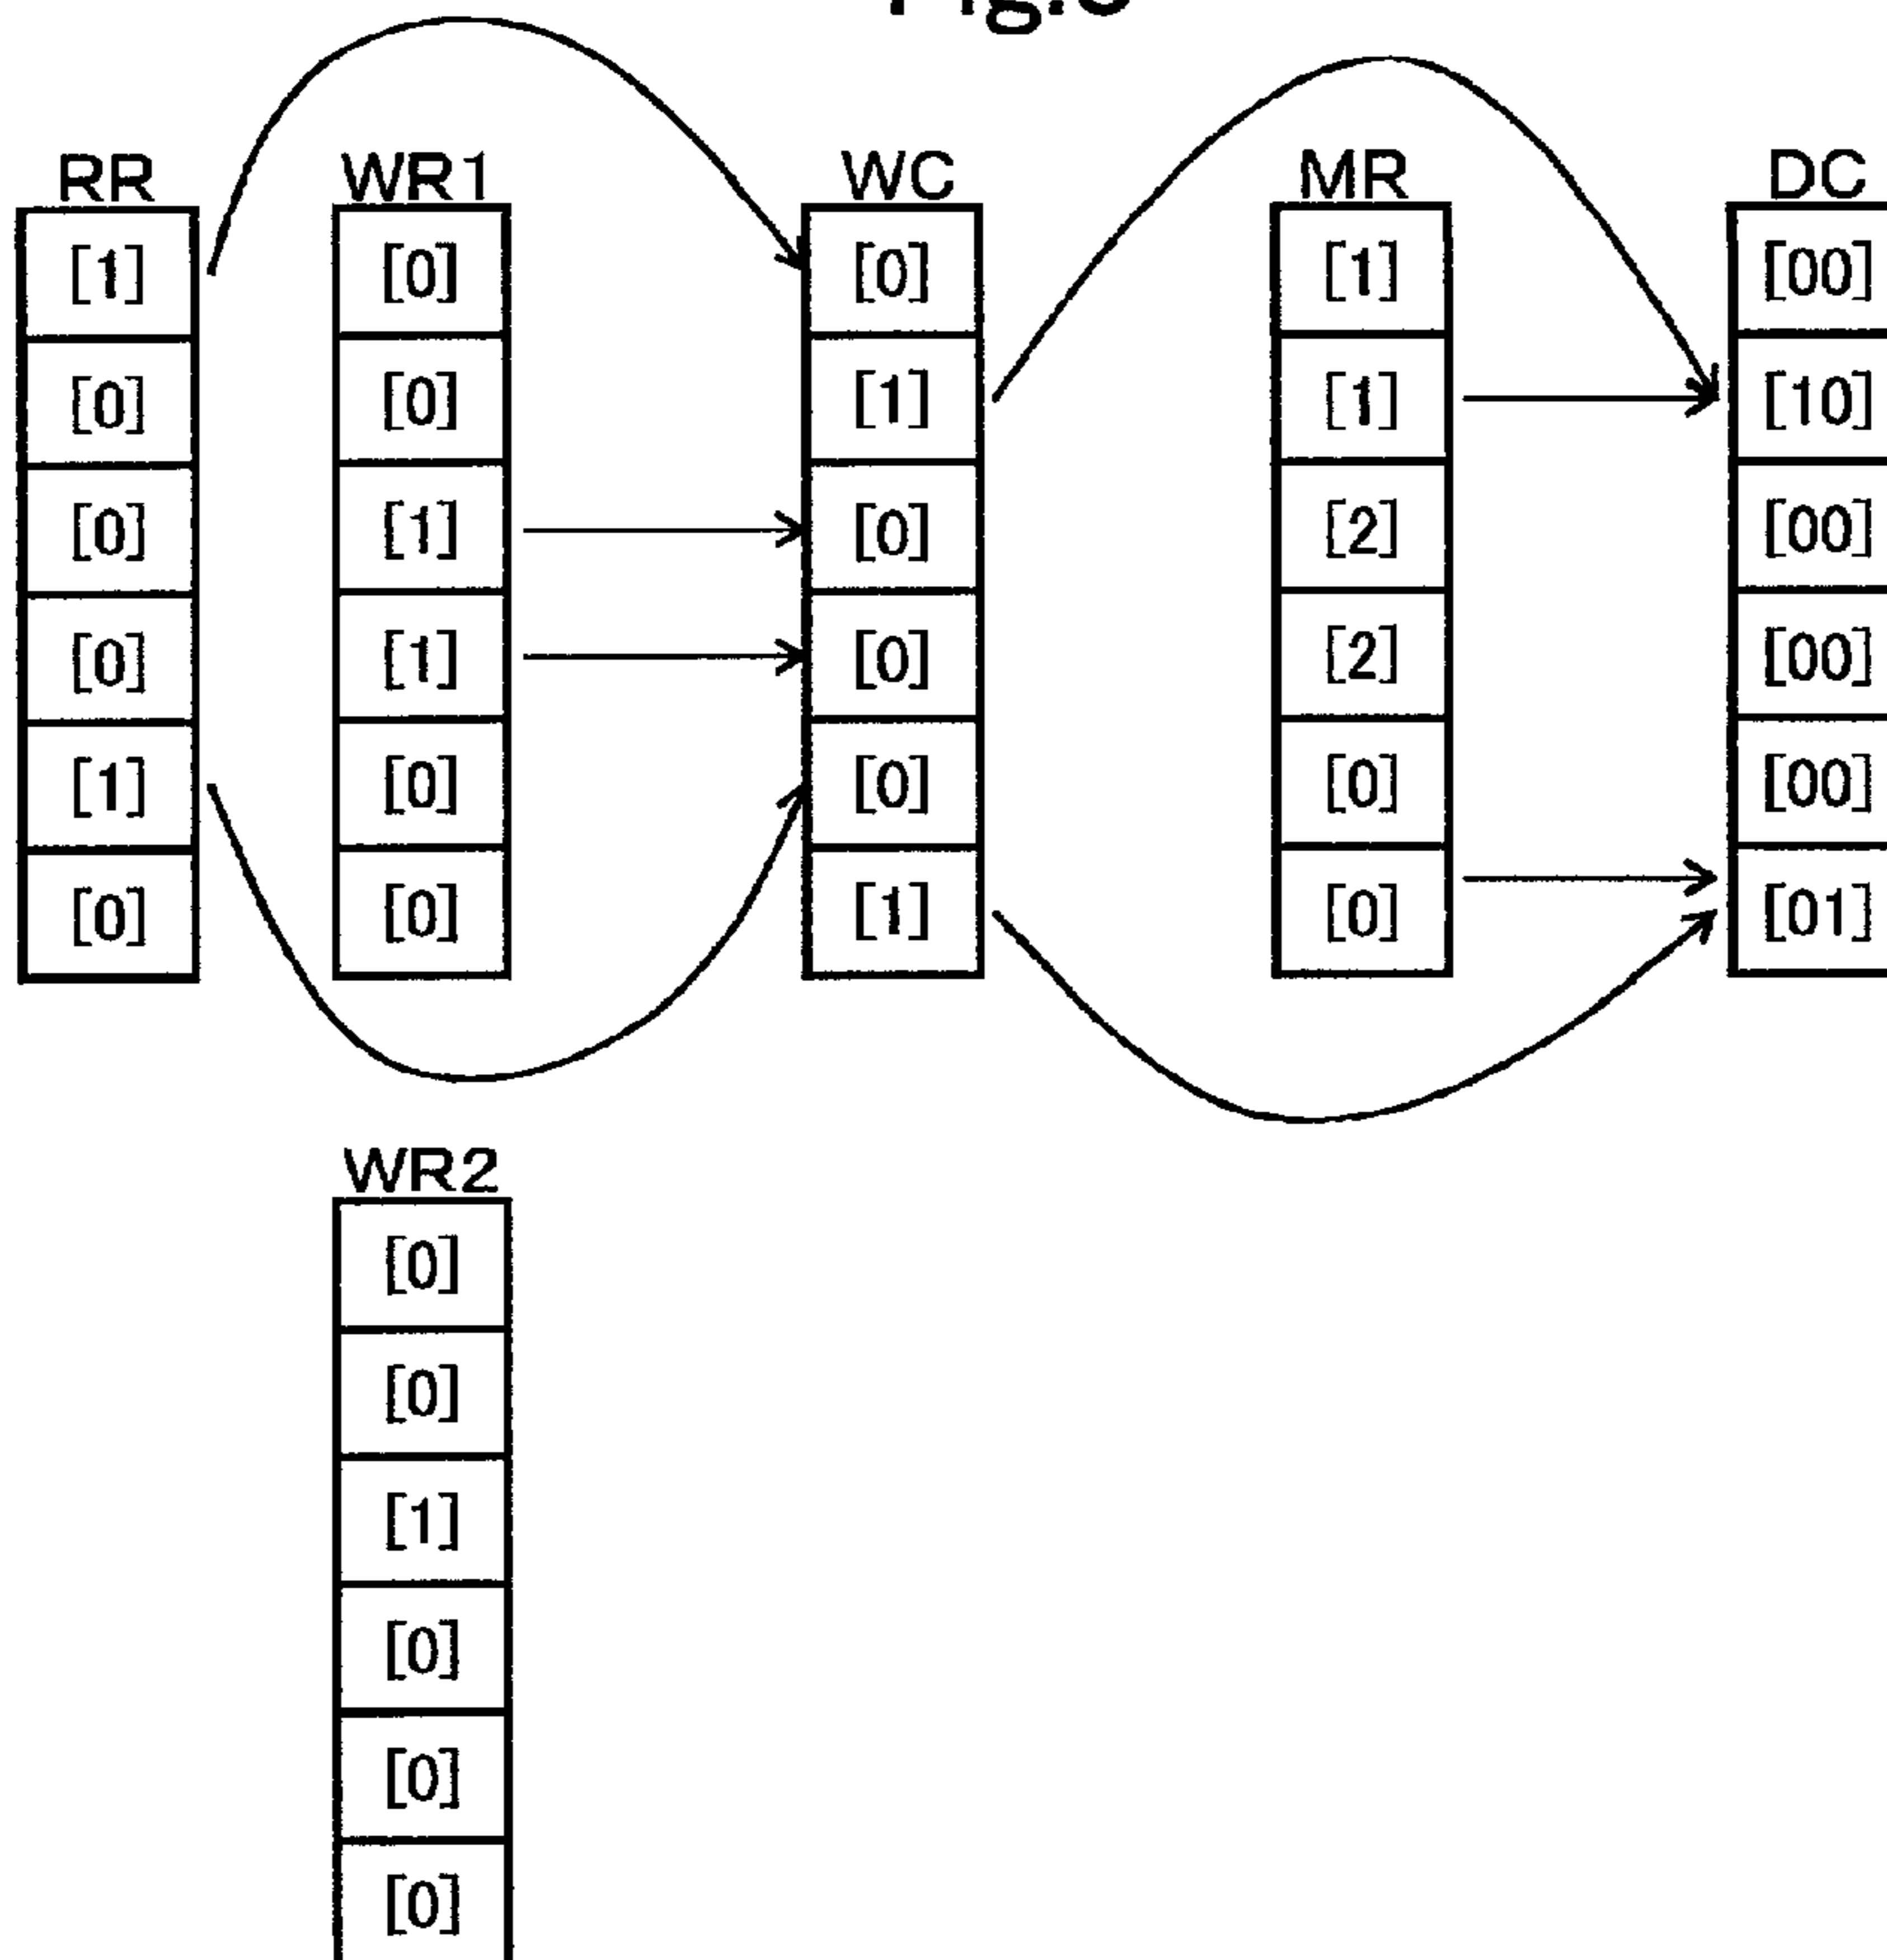 RR WR1 WC MR DC
[1] [0] [0] [1] [00]
[0] [0] [1] [1] [10]
[0] [1] [0] [2] [00]
[0] [1] [0] [2] [00]
[1] [0] [0] [0] [00]
[0] [0] [1] [0] [01]
WR2
[0]
[0]
[1]
[0]
[0]
[0]